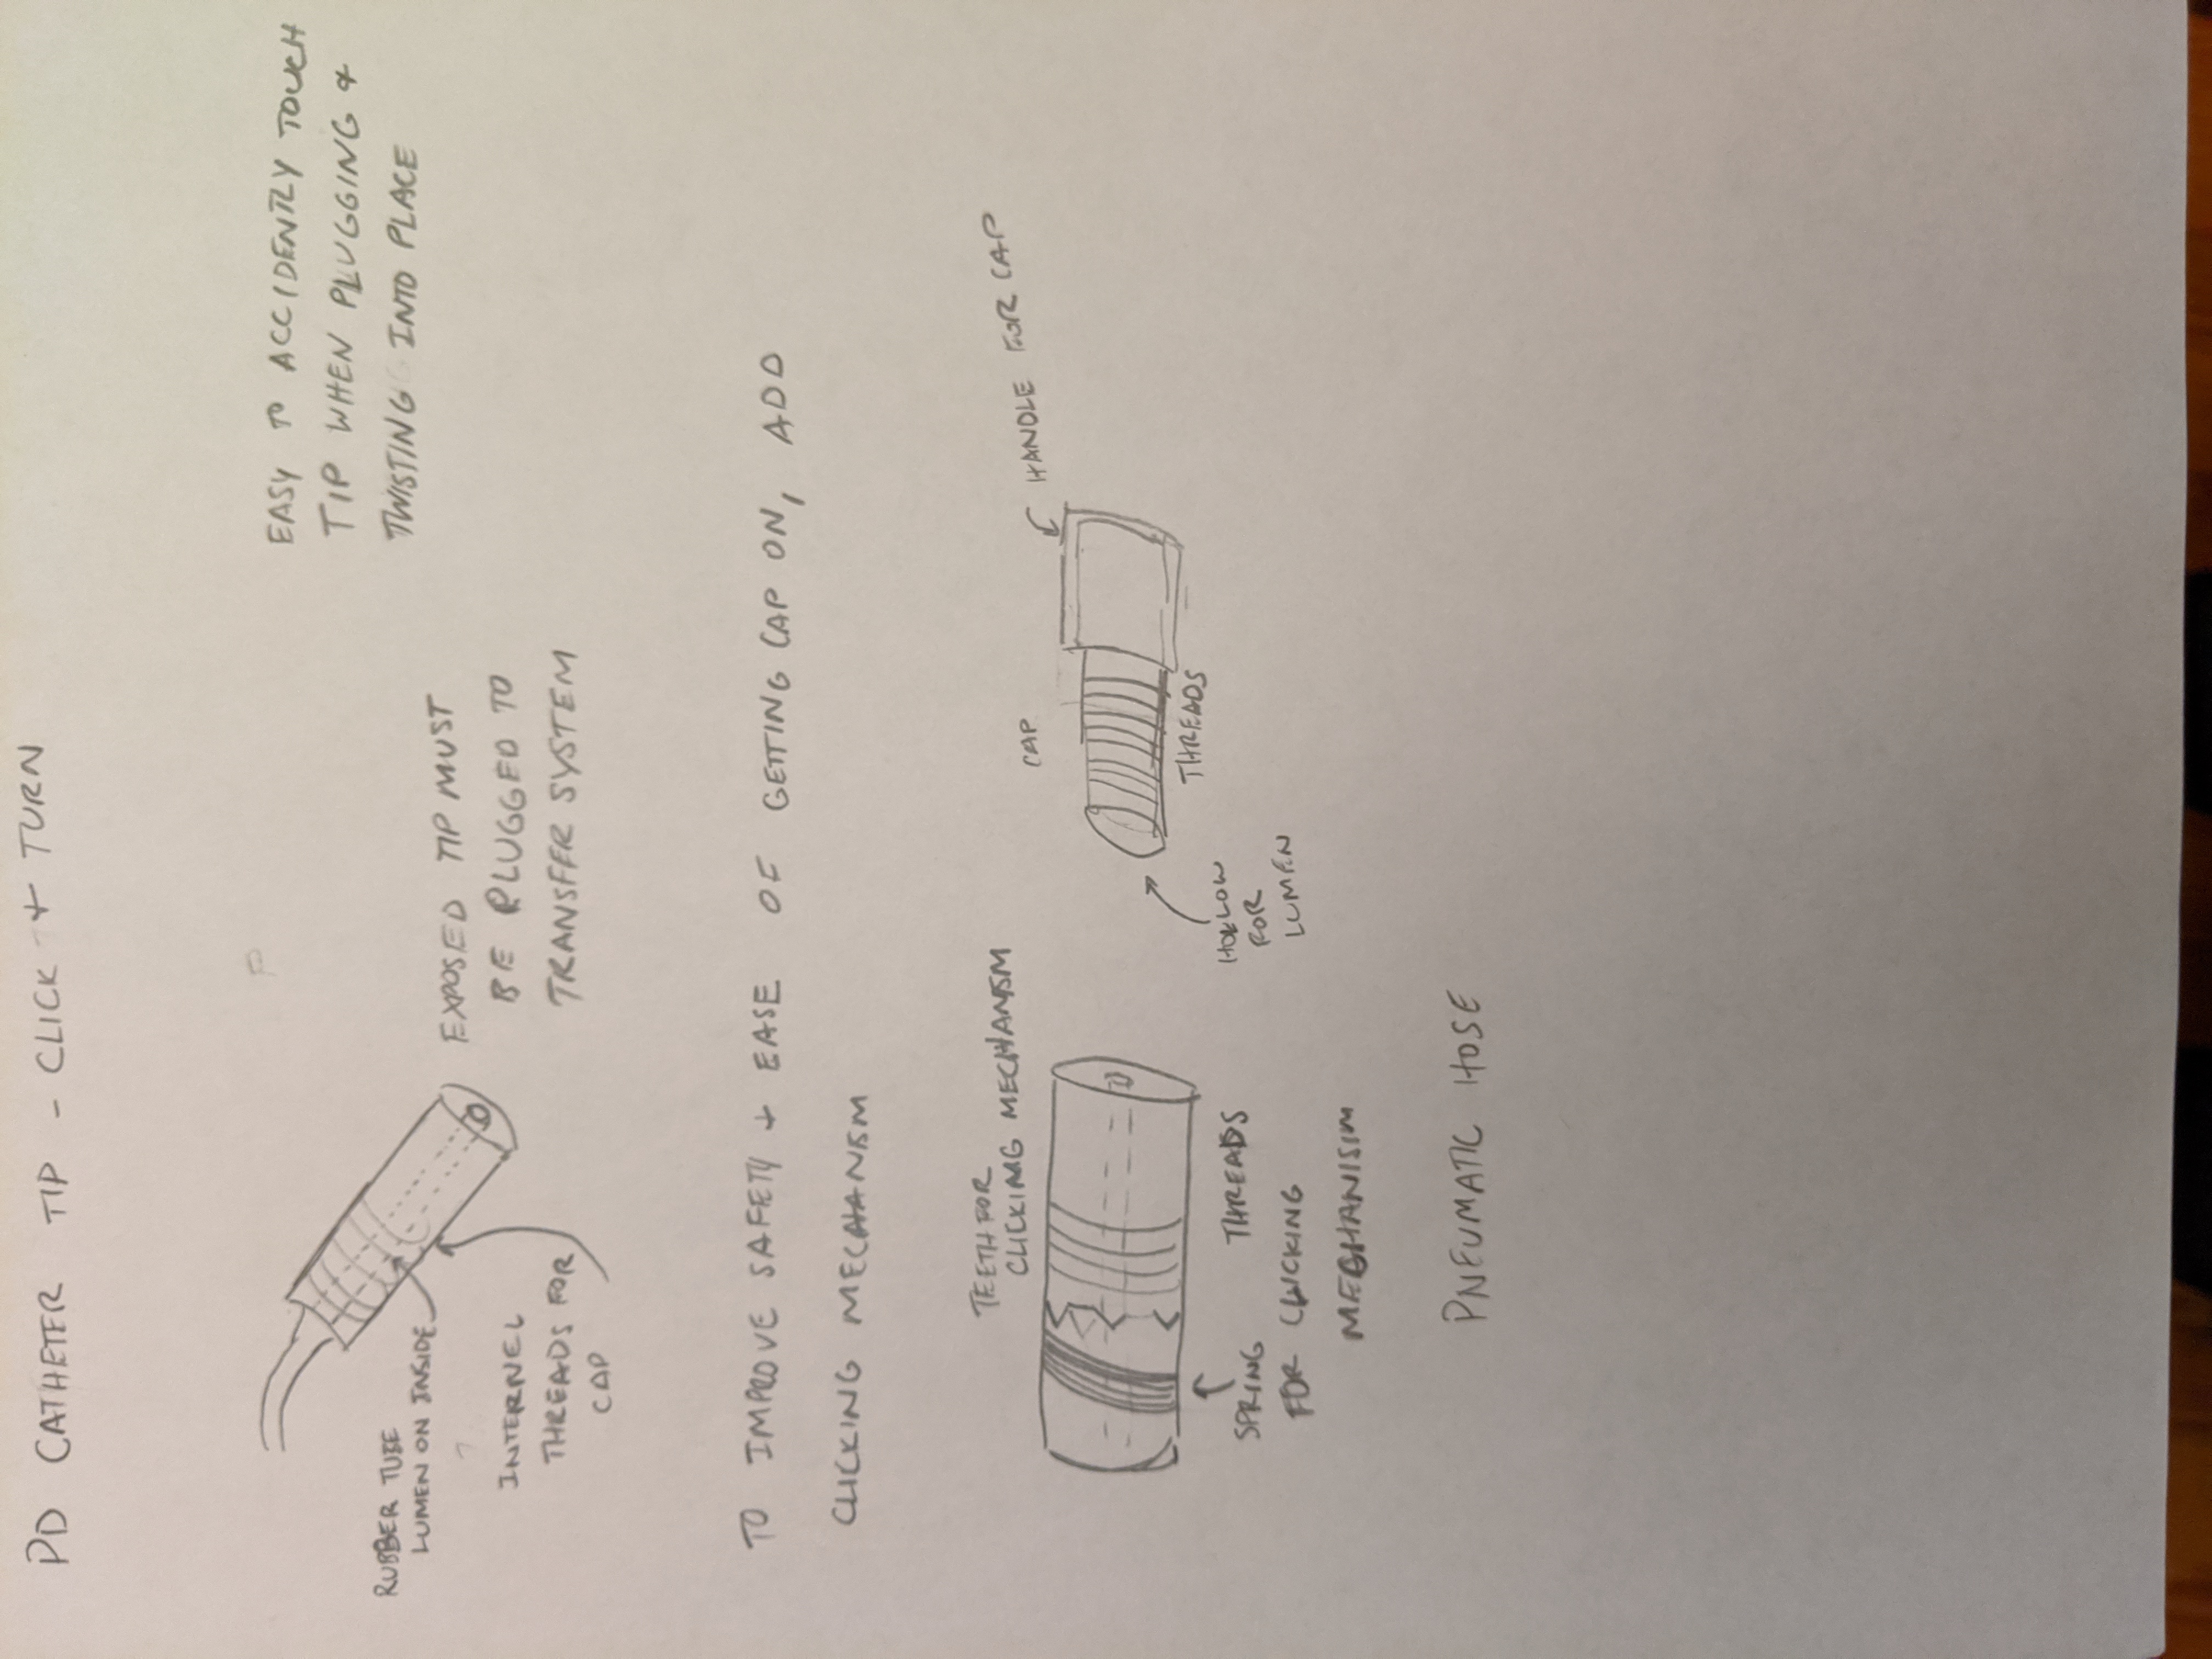 PD CATHETER TIP - CLICK + TURN
EASY TO ACCIDENTLY TOUCH
TIP WHEN PLUGGING &
TWISTING INTO PLACE
RUBBER TUBE
LUMEN ON INSIDE
INTERNEL
THREADS FOR
CAP
EXPOSED TIP MUST
BE PLUGGED TO
TRANSFER SYSTEM
TO IMPROVE SAFETY + EASE OF GETTING CAP ON, ADD
CLICKING MECHANISM
TEETH FOR
CLICKING MECHANISM
SPRING
FOR CLICKING
MECHANISIM
THREADS
CAP
HANDLE FOR CAP
THREADS
HOLLOW
FOR
LUMEN
PNEUMATIC HOSE